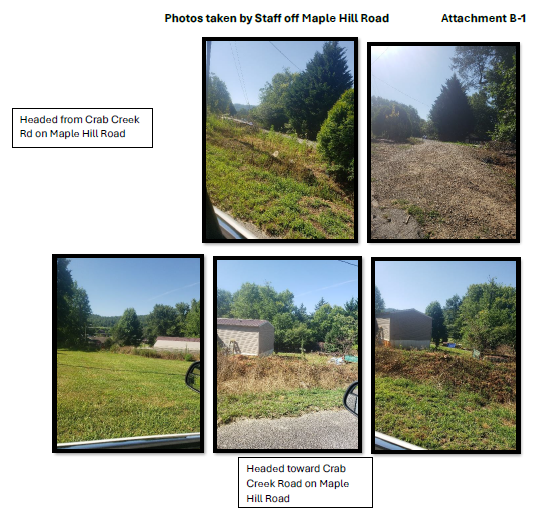 Photos taken by Staff off Maple Hill Road Attachment B-1
Headed from Crab Creek
Rd on Maple Hill Road
Headed toward Crab
Creek Road on Maple
Hill Road